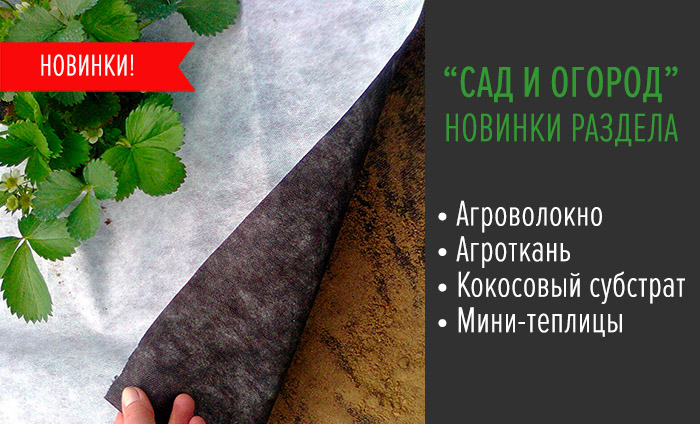 НОВИНКИ!
“САД И ОГОРОД”
НОВИНКИ РАЗДЕЛА
• Агроволокно
• Агроткань
• Кокосовый субстрат
• Мини-теплицы